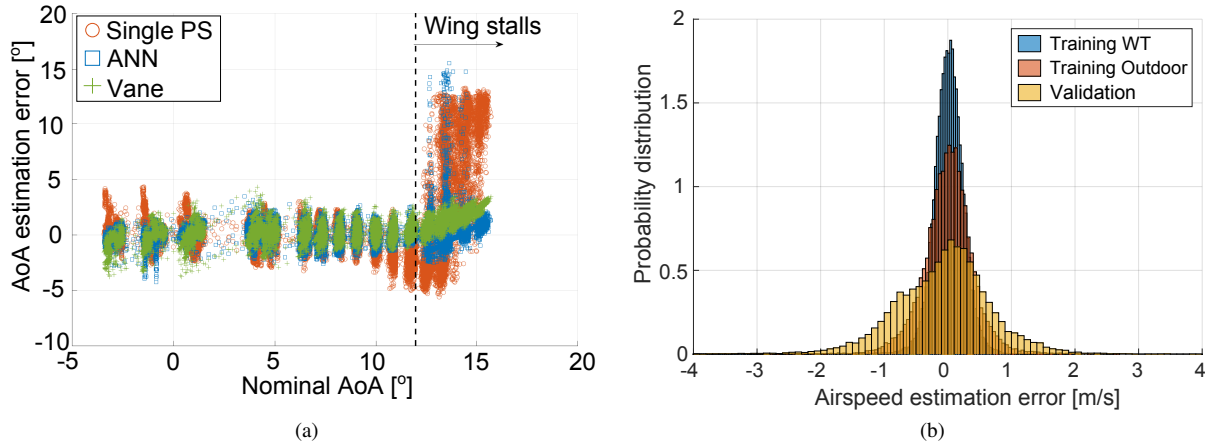 Single PS
ANN
Vane
Wing stalls
AoA estimation error [º]
20
15
10
5
0
-5
-10
-5
0
5
10
15
20
Nominal AoA [º]
(a)
Training WT
Training Outdoor
Validation
Probability distribution
2
1.5
1
0.5
0
-4
-3
-2
-1
0
1
2
3
4
Airspeed estimation error [m/s]
(b)